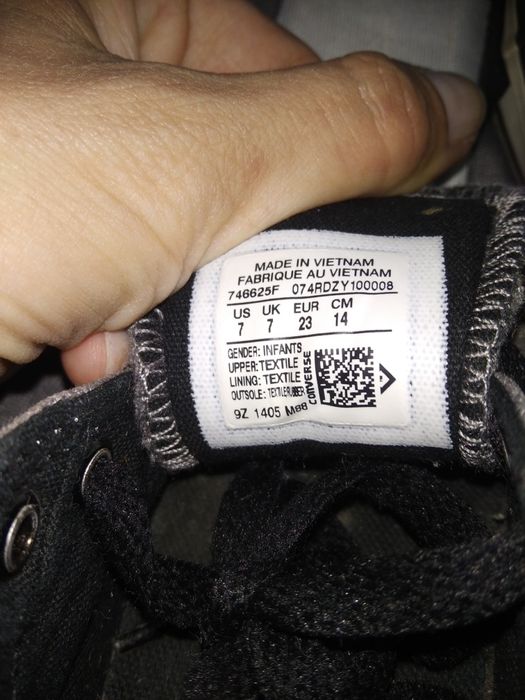 MADE IN VIETNAM
FABRIQUE AU VIETNAM
746625F 074RDZY100008
US UK EUR CM
7 7 23 14
GENDER: INFANTS
UPPER: TEXTILE
LINING: TEXTILE
OUTSOLE: TEXTILE/RUBBER
CONVERSE
9Z 1405 M88